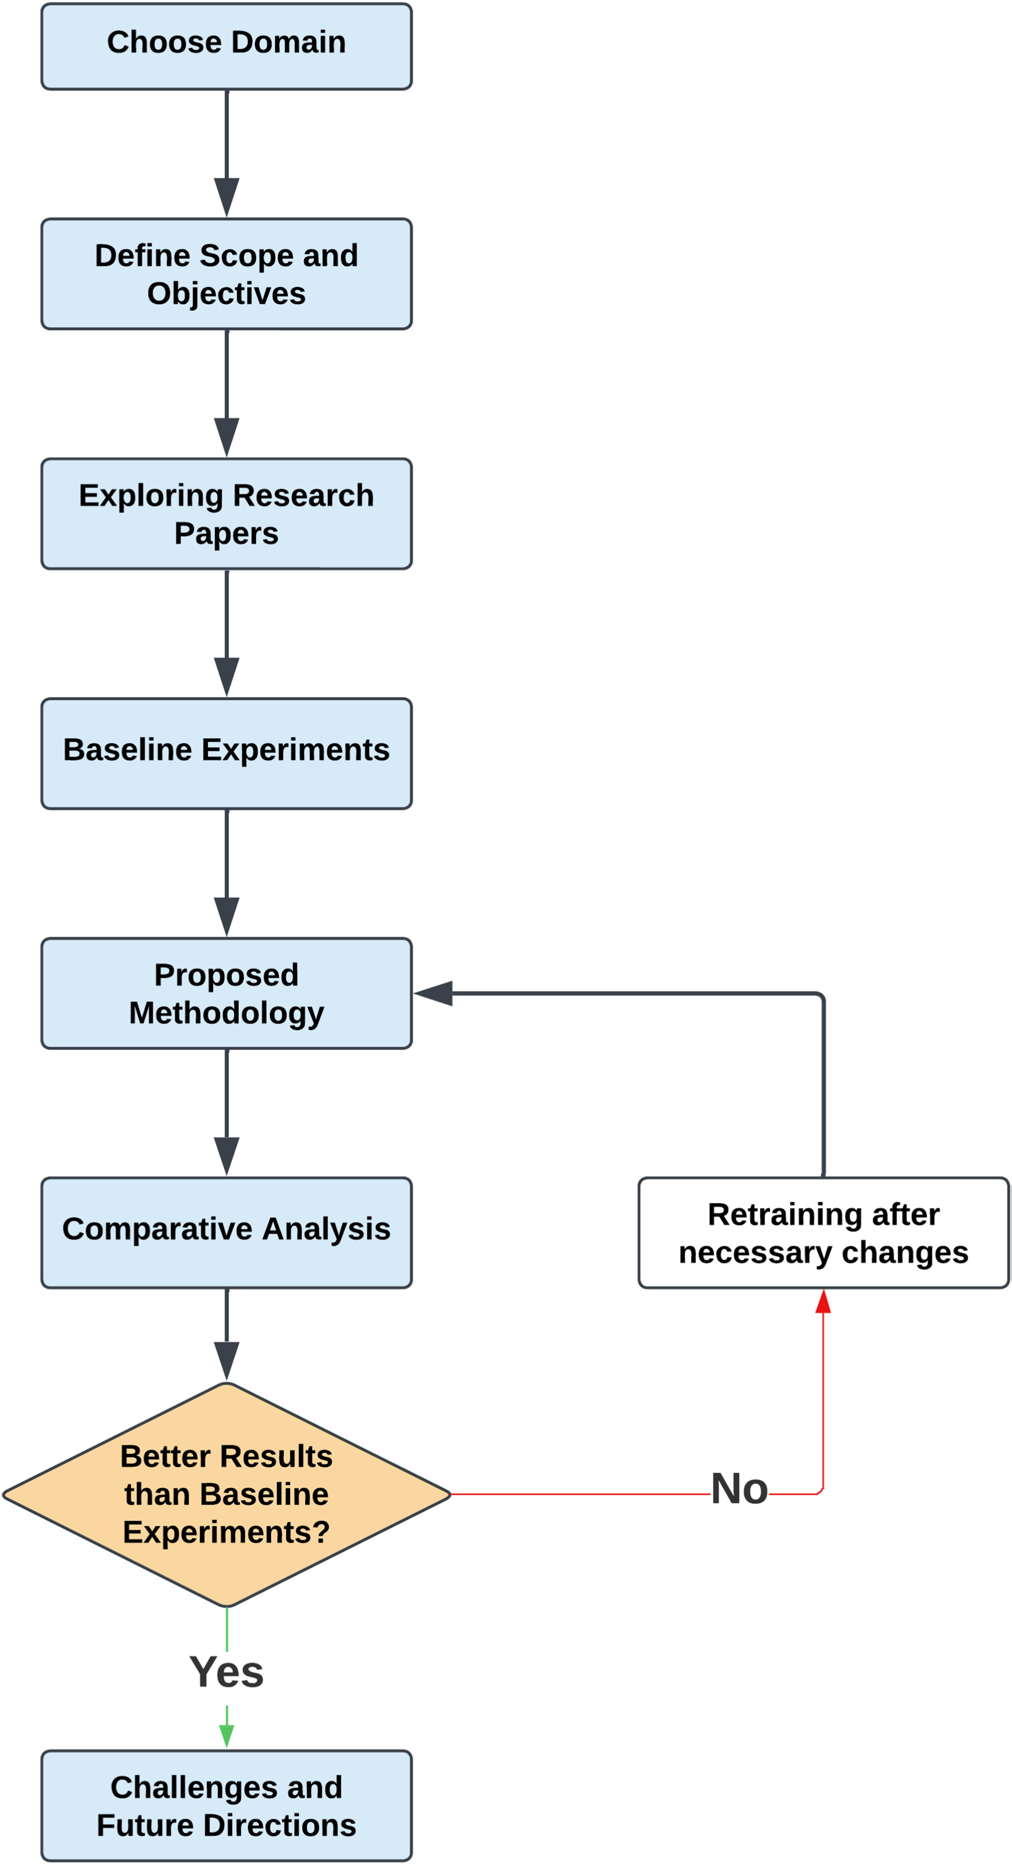 Choose Domain
Define Scope and
Objectives
Exploring Research
Papers
Baseline Experiments
Proposed
Methodology
Comparative Analysis
Retraining after
necessary changes
Better Results
than Baseline
Experiments?
No
Yes
Challenges and
Future Directions